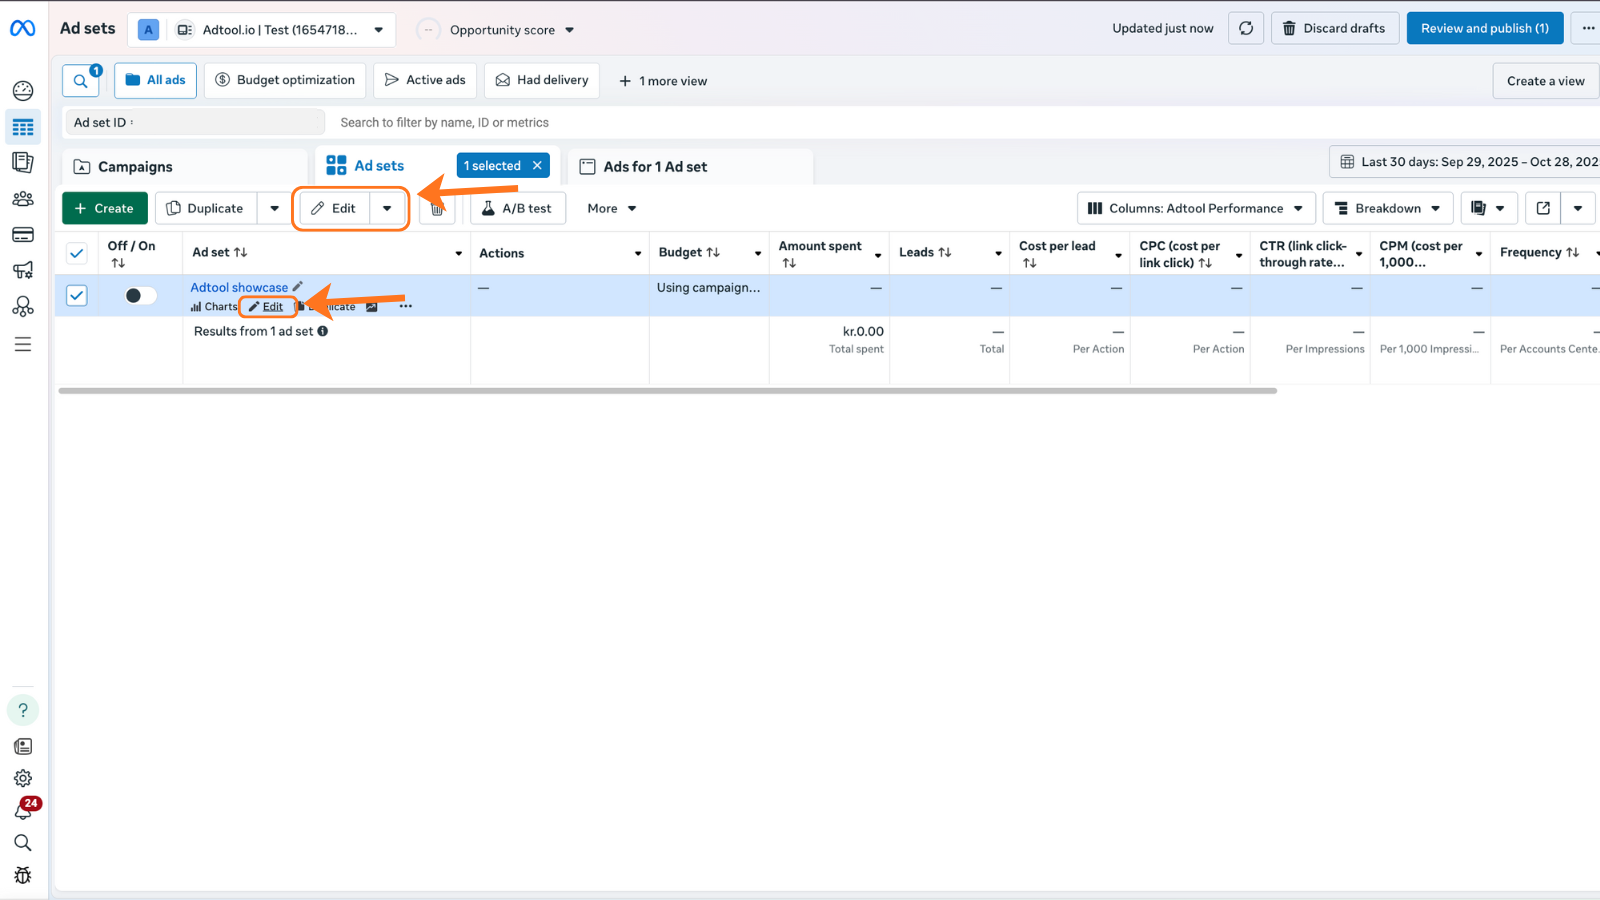 Ad sets
A
Adtool.io | Test (1654718...
--
Opportunity score
Updated just now
Discard drafts
Review and publish (1)
1
All ads
Budget optimization
Active ads
Had delivery
+ 1 more view
Create a view
Ad set ID :
Search to filter by name, ID or metrics
Campaigns
Ad sets
1 selected
Ads for 1 Ad set
Last 30 days: Sep 29, 2025 – Oct 28, 202
+ Create
Duplicate
Edit
A/B test
More
Columns: Adtool Performance
Breakdown
Off / On
Ad set
Actions
Budget
Amount spent
Leads
Cost per lead
CPC (cost per link click)
CTR (link click-through rate...
CPM (cost per 1,000...
Frequency
Adtool showcase
—
Using campaign...
— — — — — — —
Charts
Edit
...
Results from 1 ad set
kr.0.00
— — — — — —
Total spent
Total
Per Action
Per Action
Per Impressions
Per 1,000 Impressi...
Per Accounts Cente.
?
24